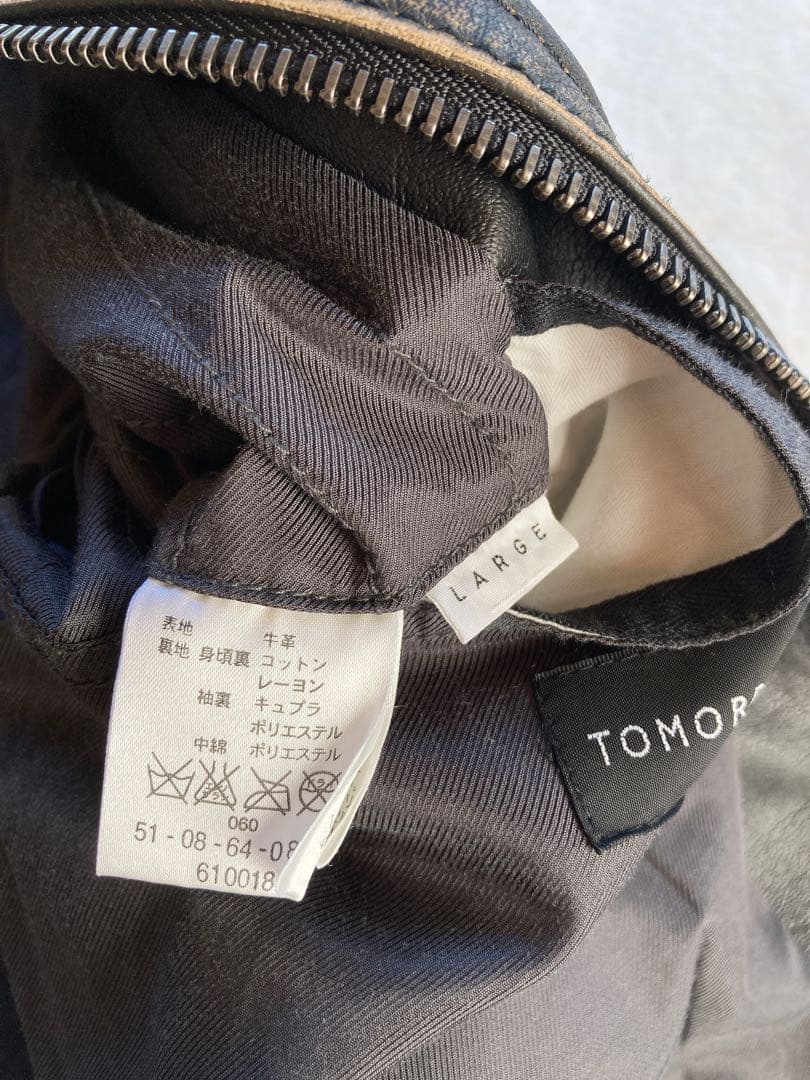 LARGE
表地 牛革
裏地 身頃裏 コットン
レーヨン
袖裏 キュプラ
ポリエステル
中綿 ポリエステル
060
51-08-64-08
610018